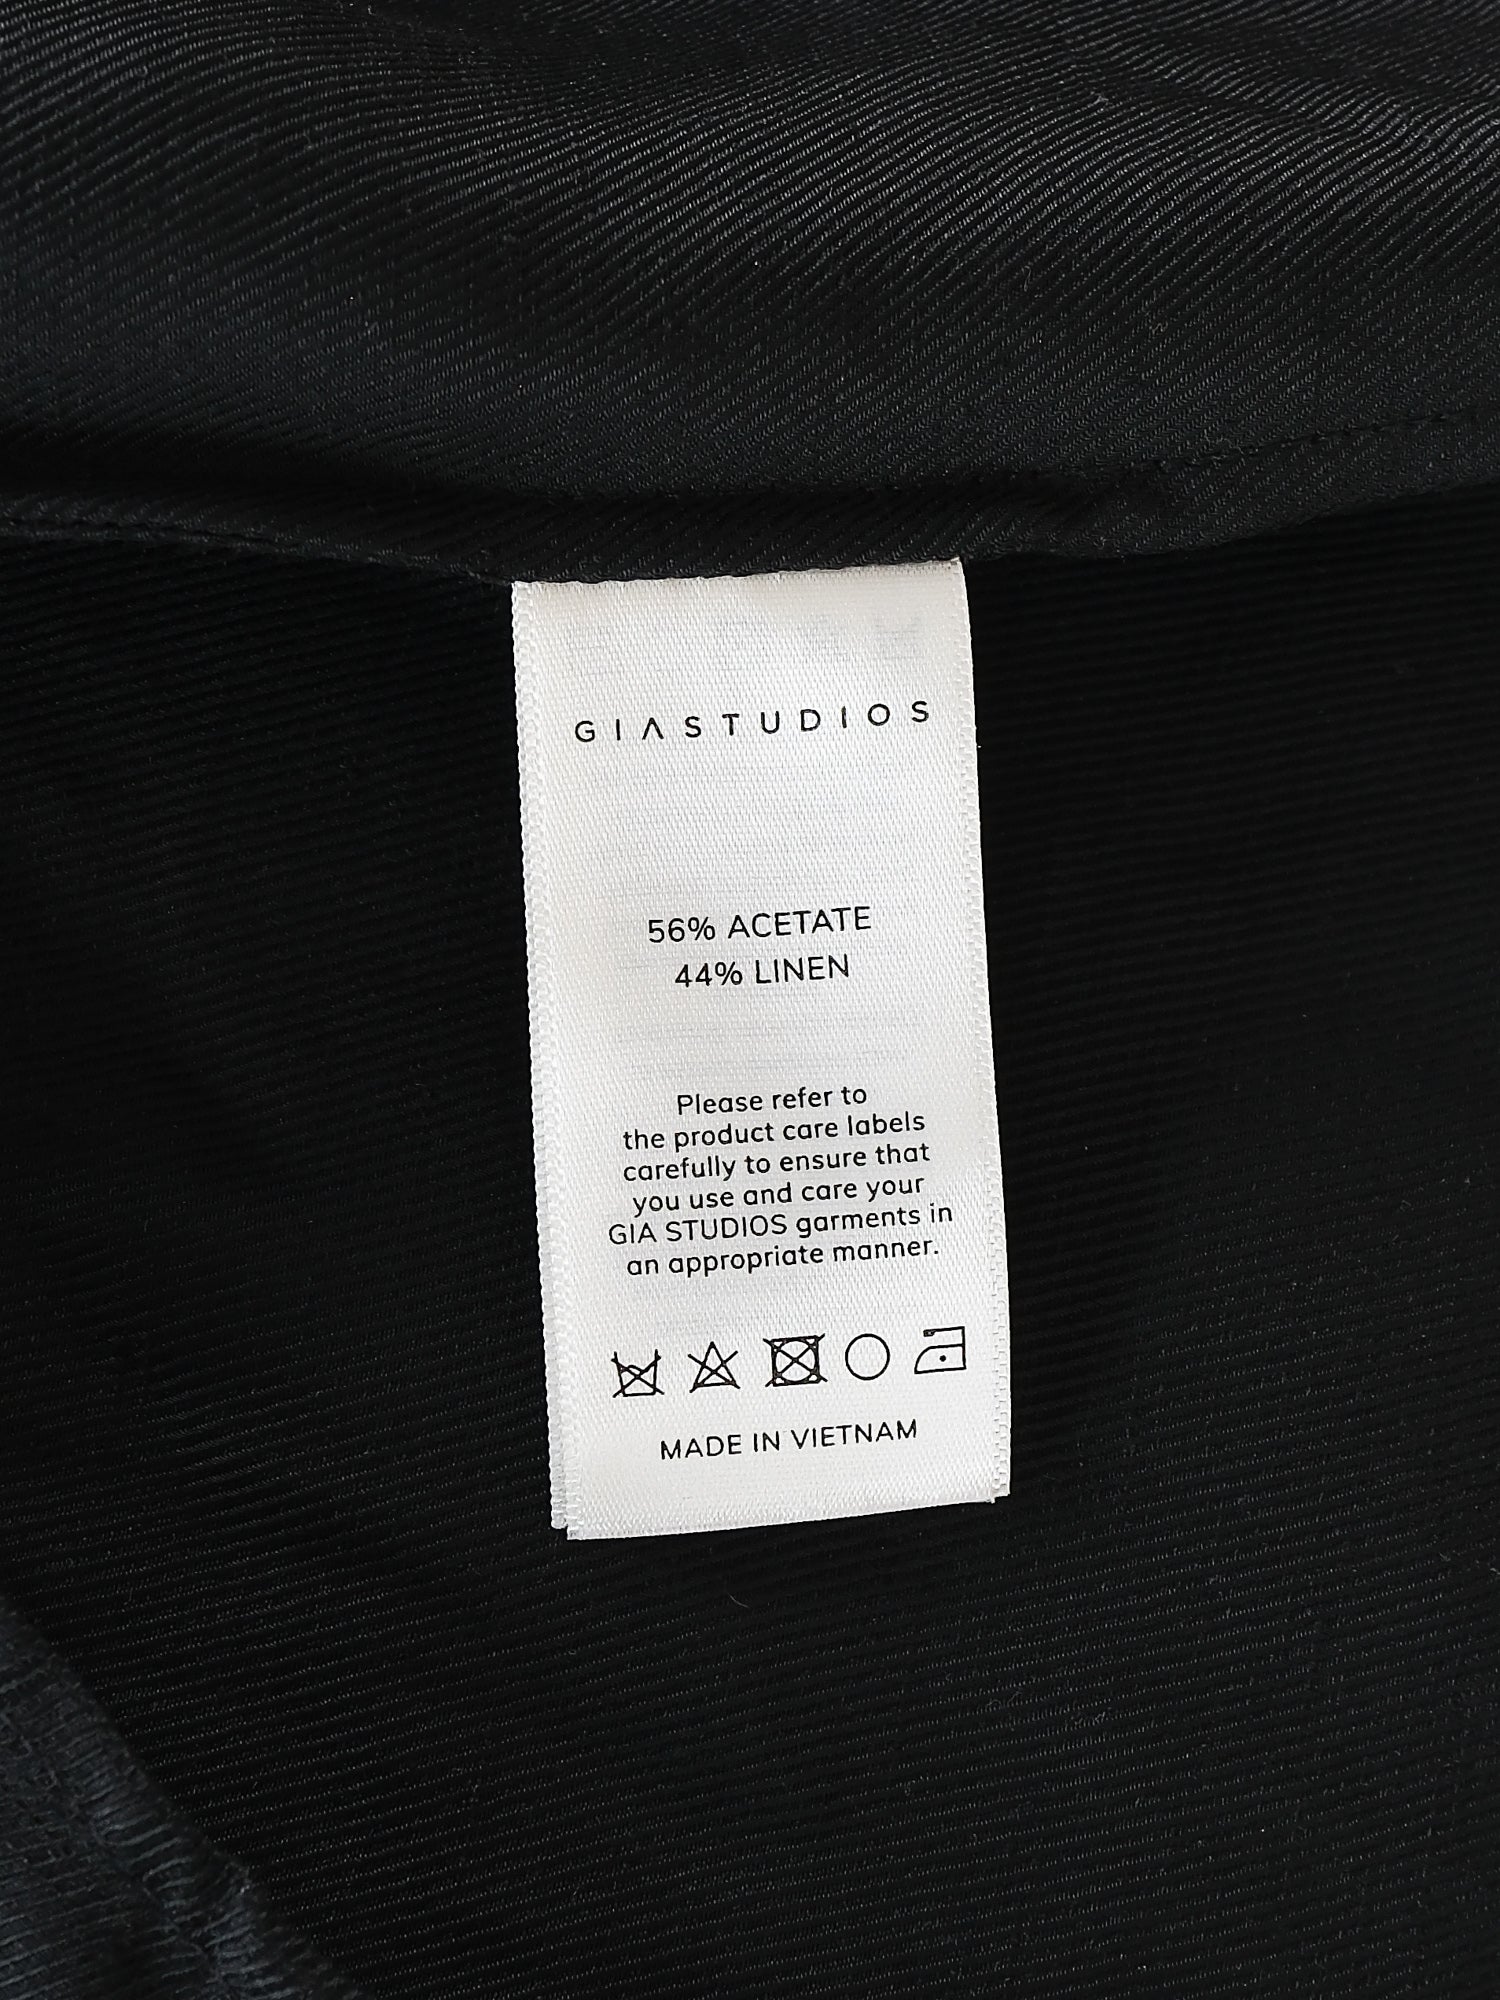 GIASTUDIOS
56% ACETATE
44% LINEN
Please refer to
the product care labels
carefully to ensure that
you use and care your
GIA STUDIOS garments in
an appropriate manner.
MADE IN VIETNAM